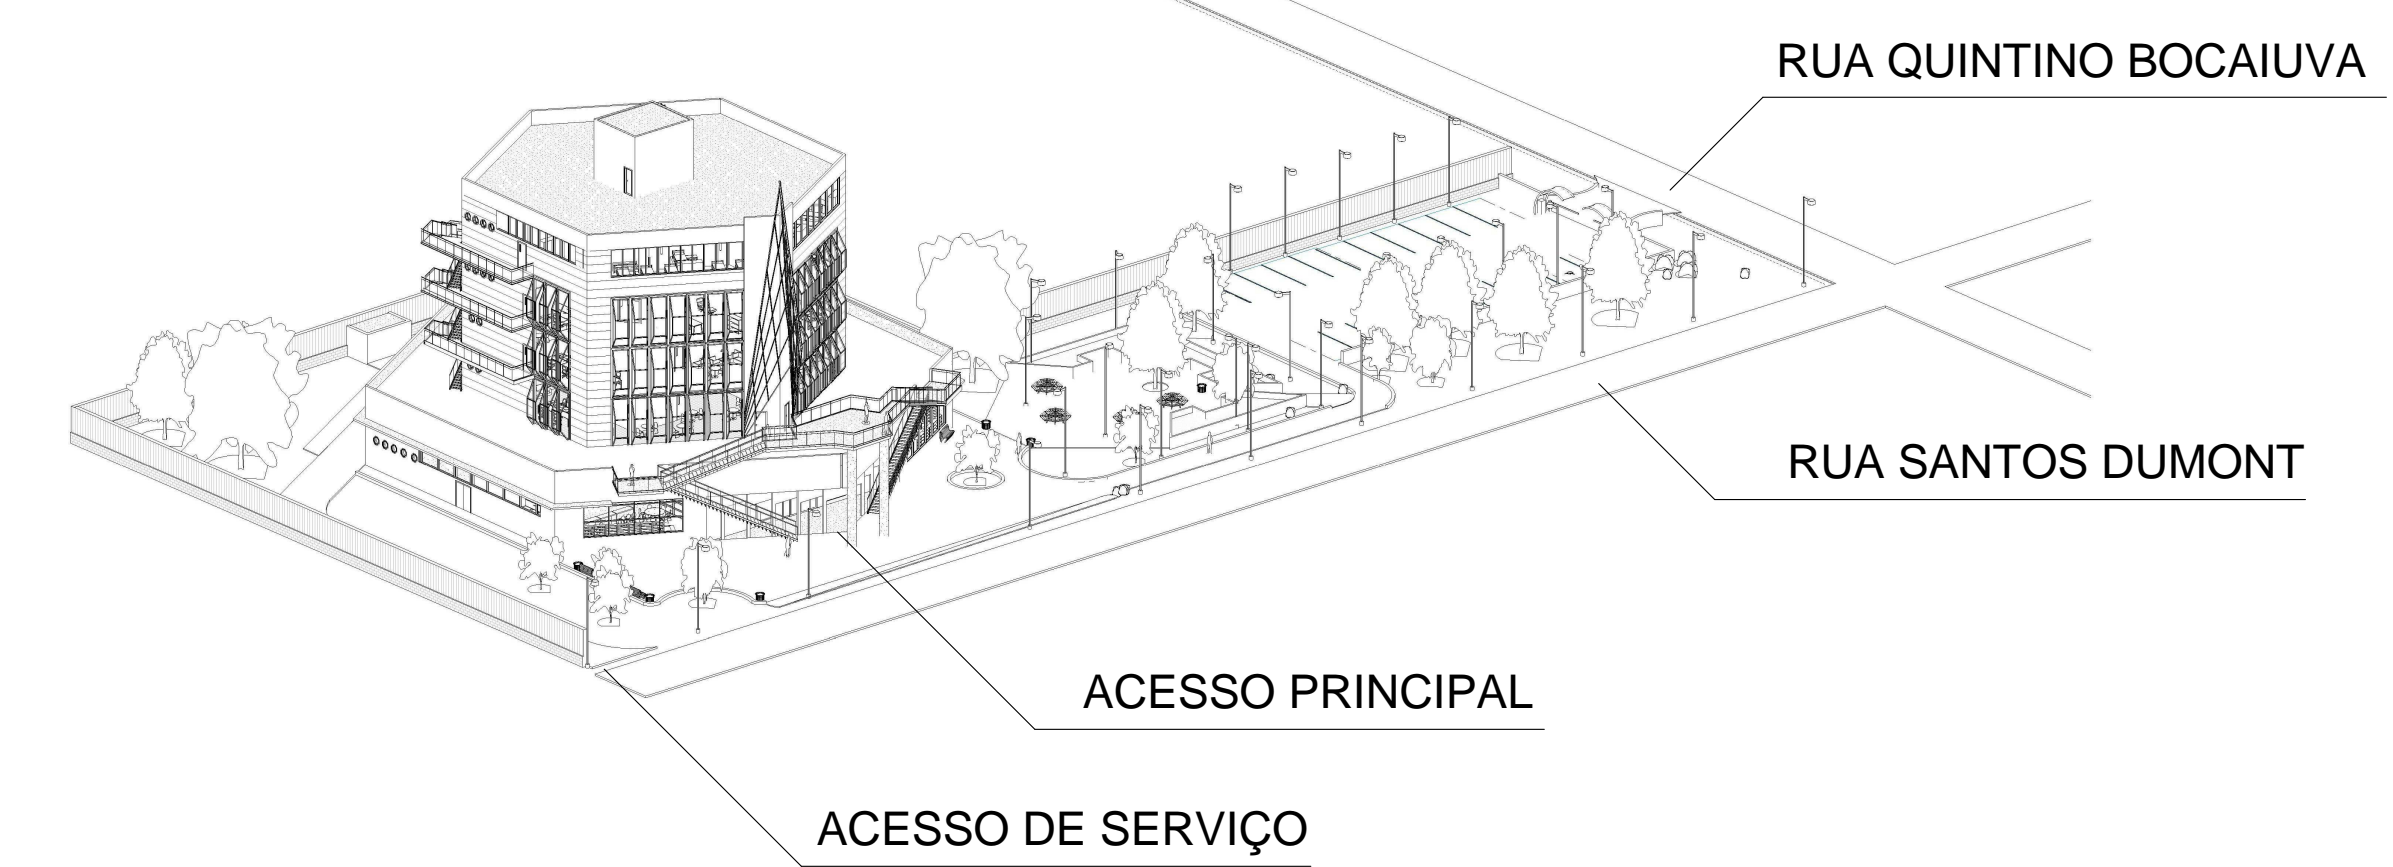 RUA QUINTINO BOCAIUVA
RUA SANTOS DUMONT
ACESSO PRINCIPAL
ACESSO DE SERVIÇO